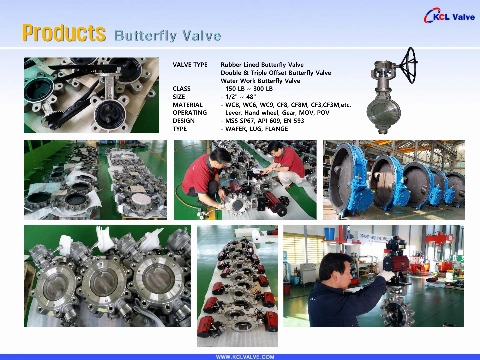 KCL Valve
Products Butterfly Valve
VALVE TYPE Rubber Lined Butterfly Valve
Double & Triple Offset Butterfly Valve
Water Work Butterfly Valve
CLASS - 150 LB ~ 300 LB
SIZE - 1/2" ~ 48"
MATERIAL - WCB, WC6, WC9, CF8, CF8M, CF3,CF3M,etc.
OPERATING - Lever, Hand wheel, Gear, MOV, POV
DESIGN - MSS SP67, API 609, EN 593
TYPE - WAFER, LUG, FLANGE
WWW.KCLVALVE.COM